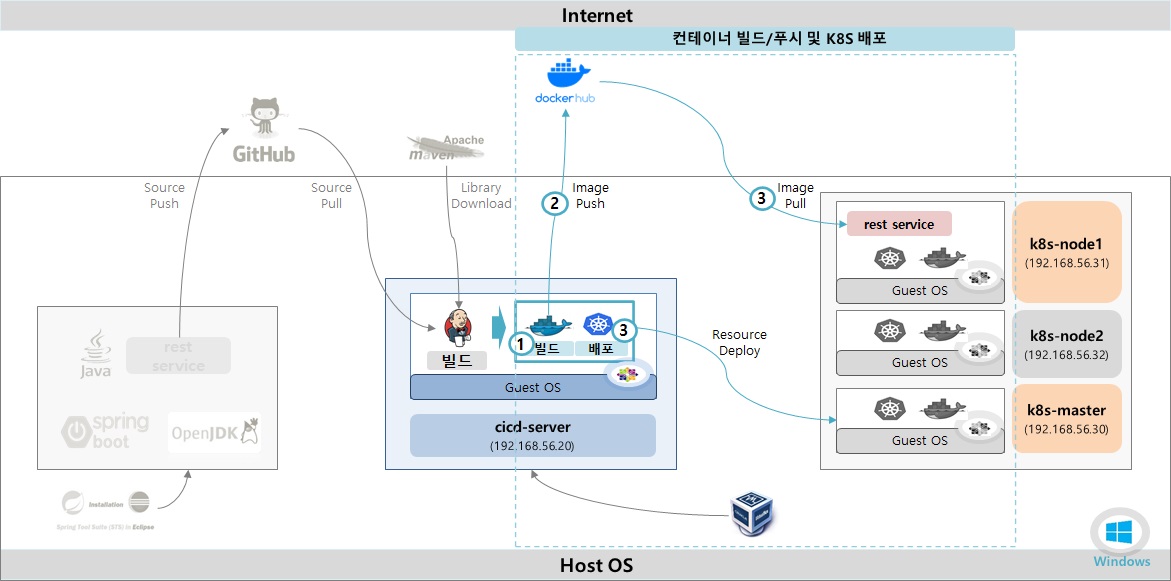 Internet
컨테이너 빌드/푸시 및 K8S 배포
dockerhub
GitHub
Apache
maven
Source
Push
Source
Pull
Library
Download
2
Image
Push
3
Image
Pull
rest service
Guest OS
k8s-node1
(192.168.56.31)
Guest OS
k8s-node2
(192.168.56.32)
Guest OS
k8s-master
(192.168.56.30)
Java
rest
service
spring
boot
OpenJDK
빌드
1
빌드
3
배포
Guest OS
cicd-server
(192.168.56.20)
Resource
Deploy
Installation
Spring Tool Suite (STS) in Eclipse
Windows
Host OS